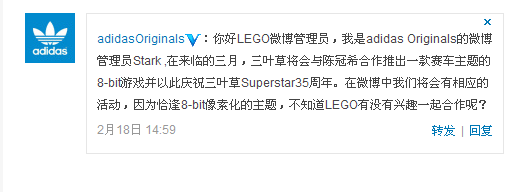 adidas
×
adidasOriginals：你好LEGO微博管理员，我是adidas Originals的微博
管理员Stark ,在来临的三月，三叶草将会与陈冠希合作推出一款赛车主题的
8-bit游戏并以此庆祝三叶草Superstar35周年。在微博中我们将会有相应的
活动，因为恰逢8-bit像素化的主题，不知道LEGO有没有兴趣一起合作呢？
2月18日 14:59
转发 | 回复